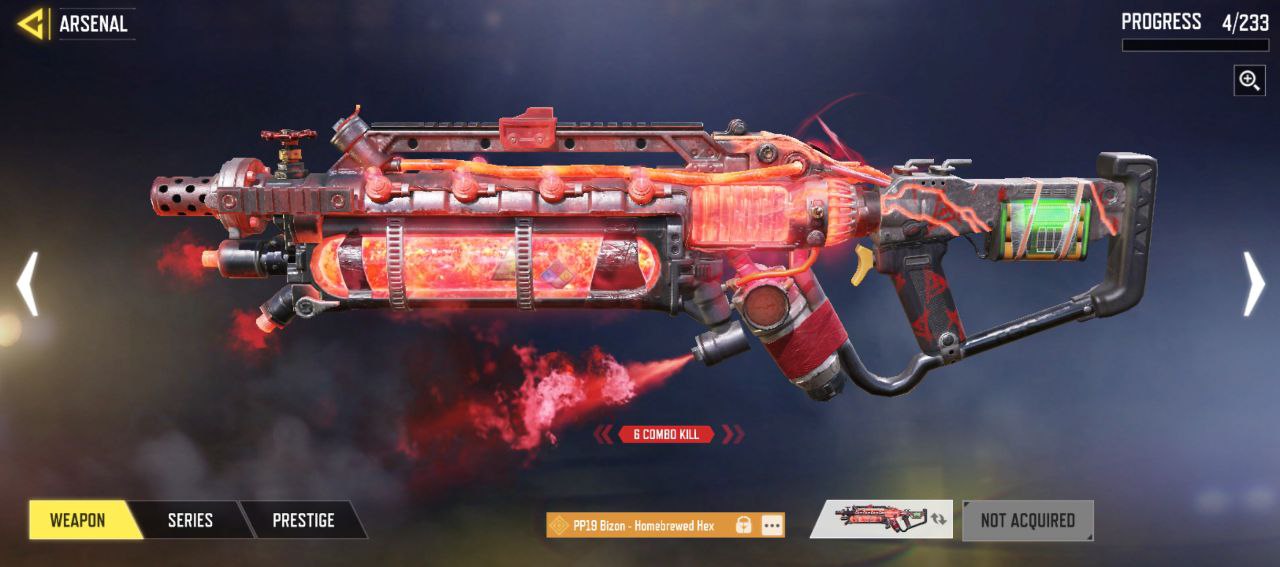 ARSENAL
PROGRESS 4/233
6 COMBO KILL
WEAPON
SERIES
PRESTIGE
PP19 Bizon - Homebrewed Hex
NOT ACQUIRED